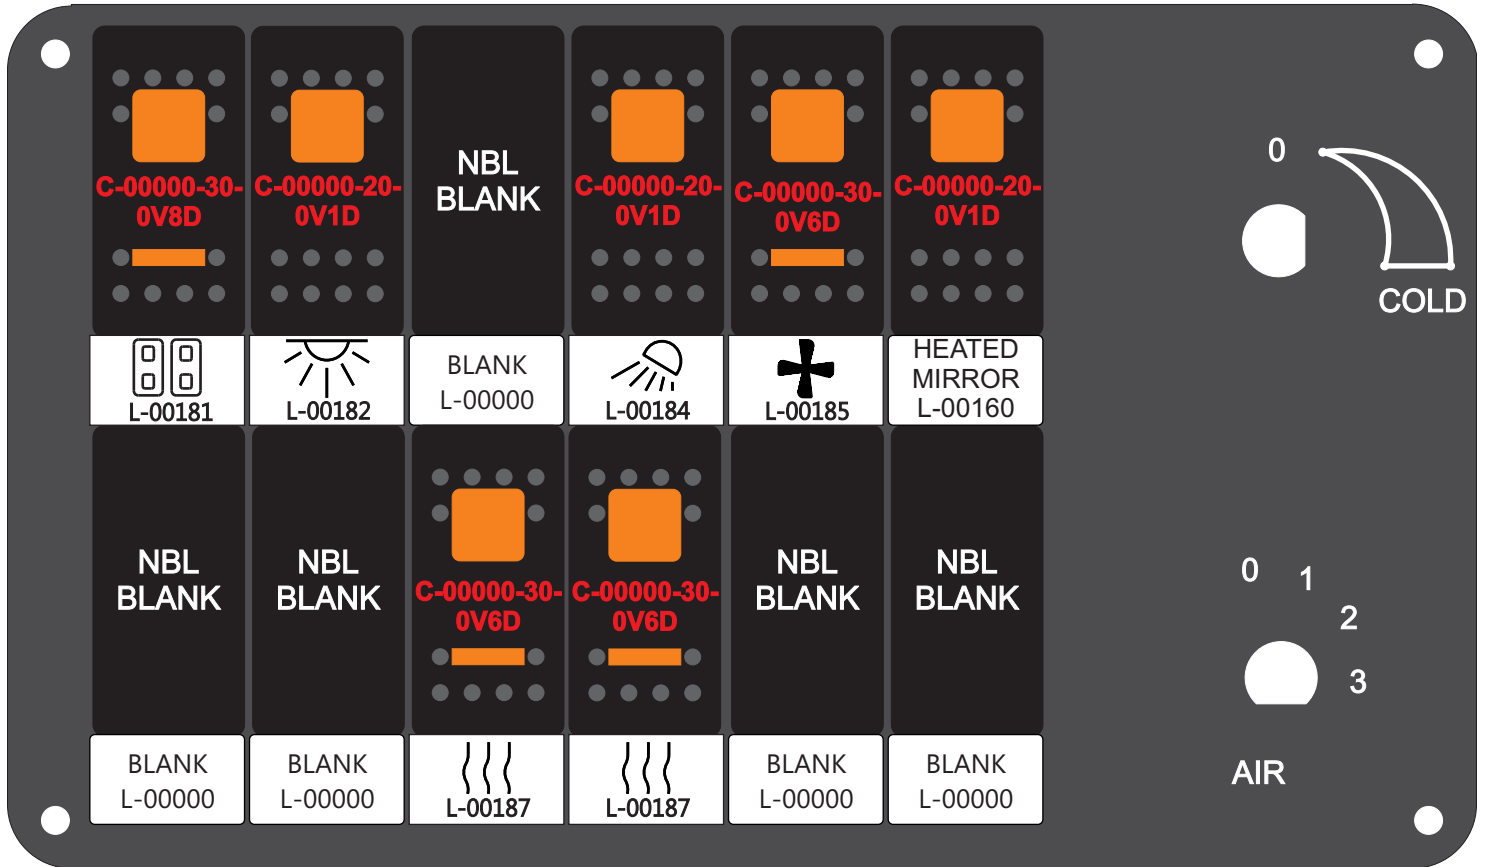 C-00000-30-
0V8D
C-00000-20-
0V1D
NBL
BLANK
C-00000-20-
0V1D
C-00000-30-
0V6D
C-00000-20-
0V1D
L-00181
L-00182
BLANK
L-00000
L-00184
L-00185
HEATED
MIRROR
L-00160
NBL
BLANK
NBL
BLANK
C-00000-30-
0V6D
C-00000-30-
0V6D
NBL
BLANK
NBL
BLANK
BLANK
L-00000
BLANK
L-00000
L-00187
L-00187
BLANK
L-00000
BLANK
L-00000
0
COLD
0
1
2
3
AIR